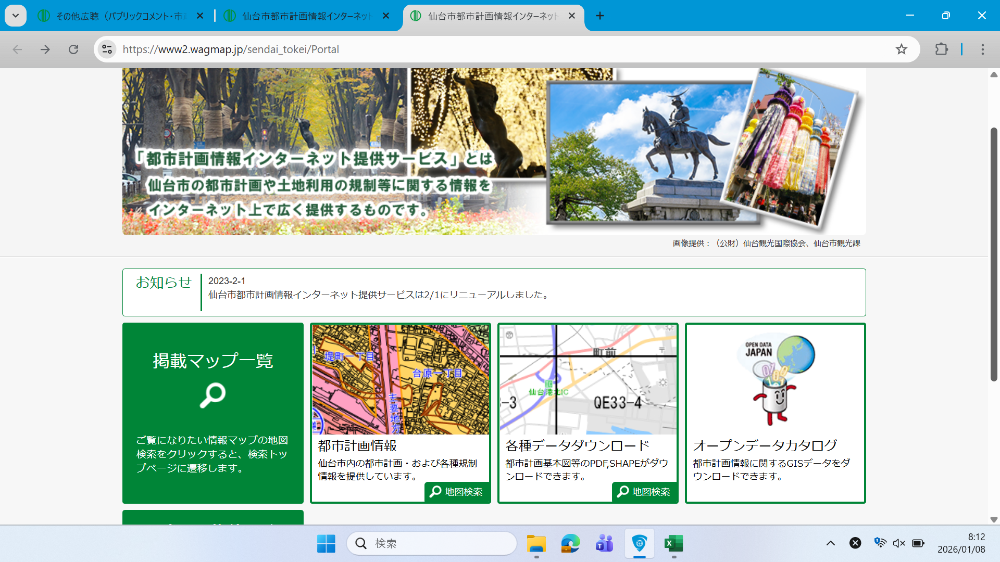 その他広聴（パブリックコメント・市
仙台市都市計画情報インターネット
仙台市都市計画情報インターネット
https://www2.wagmap.jp/sendai_tokei/Portal
「都市計画情報インターネット提供サービス」とは
仙台市の都市計画や土地利用の規制等に関する情報を
インターネット上で広く提供するものです。
画像提供：（公財）仙台観光国際協会、仙台市観光課
お知らせ
2023-2-1
仙台市都市計画情報インターネット提供サービスは2/1にリニューアルしました。
掲載マップ一覧
ご覧になりたい情報マップの地図
検索をクリックすると、検索トッ
プページに遷移します。
堤町一丁目
台原一丁目
主要地方
都市計画情報
仙台市内の都市計画・および各種規制
情報を提供しています。
地図検索
町前
仙台港北IC
-3
QE33-4
各種データダウンロード
都市計画基本図等のPDF,SHAPEがダウ
ンロードできます。
地図検索
OPEN DATA
JAPAN
オープンデータカタログ
都市計画情報に関するGISデータをダ
ウンロードできます。
検索
8:12
2026/01/08